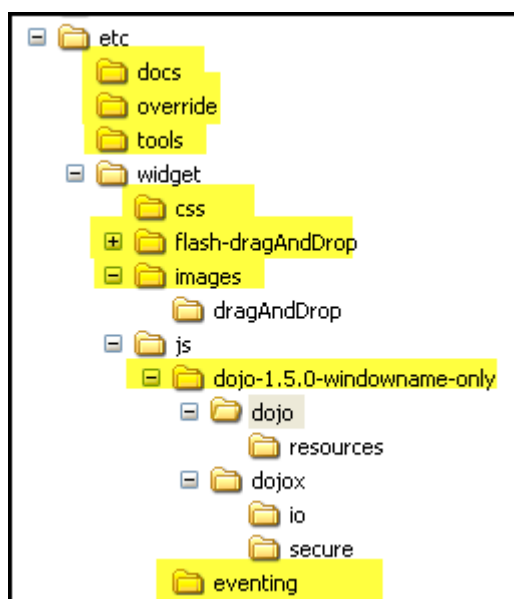 etc
docs
override
tools
widget
css
flash-dragAndDrop
images
dragAndDrop
js
dojo-1.5.0-windowname-only
dojo
resources
dojox
io
secure
eventing